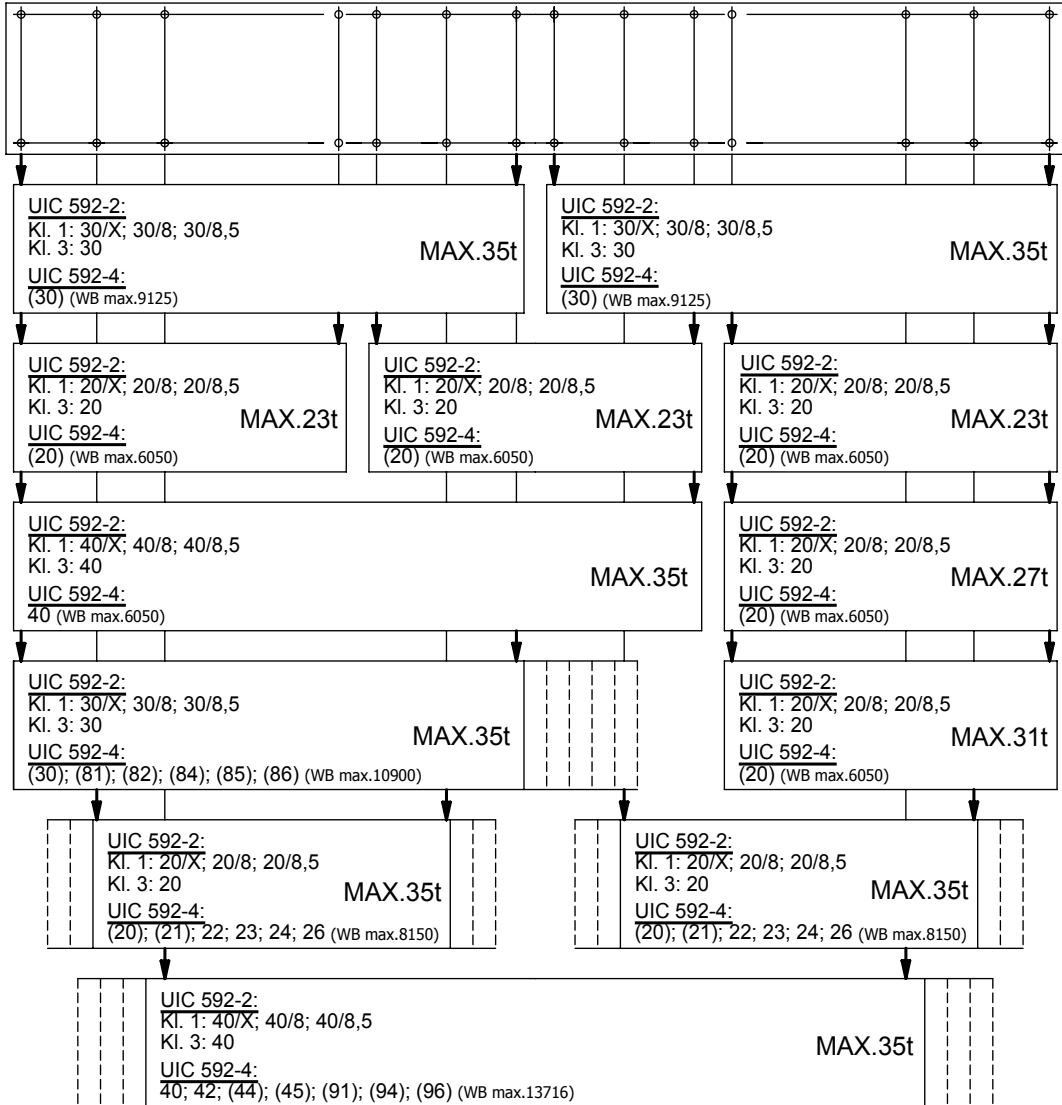 UIC 592-2:
Kl. 1: 30/X; 30/8; 30/8,5
Kl. 3: 30
MAX.35t
UIC 592-4:
(30) (WB max.9125)
UIC 592-2:
Kl. 1: 30/X; 30/8; 30/8,5
Kl. 3: 30
MAX.35t
UIC 592-4:
(30) (WB max.9125)
UIC 592-2:
Kl. 1: 20/X; 20/8; 20/8,5
Kl. 3: 20
MAX.23t
UIC 592-4:
(20) (WB max.6050)
UIC 592-2:
Kl. 1: 20/X; 20/8; 20/8,5
Kl. 3: 20
MAX.23t
UIC 592-4:
(20) (WB max.6050)
UIC 592-2:
Kl. 1: 20/X; 20/8; 20/8,5
Kl. 3: 20
MAX.23t
UIC 592-4:
(20) (WB max.6050)
UIC 592-2:
Kl. 1: 40/X; 40/8; 40/8,5
Kl. 3: 40
MAX.35t
UIC 592-4:
40 (WB max.6050)
UIC 592-2:
Kl. 1: 20/X; 20/8; 20/8,5
Kl. 3: 20
MAX.27t
UIC 592-4:
(20) (WB max.6050)
UIC 592-2:
Kl. 1: 30/X; 30/8; 30/8,5
Kl. 3: 30
MAX.35t
UIC 592-4:
(30); (81); (82); (84); (85); (86) (WB max.10900)
UIC 592-2:
Kl. 1: 20/X; 20/8; 20/8,5
Kl. 3: 20
MAX.31t
UIC 592-4:
(20) (WB max.6050)
UIC 592-2:
Kl. 1: 20/X; 20/8; 20/8,5
Kl. 3: 20
MAX.35t
UIC 592-4:
(20); (21); 22; 23; 24; 26 (WB max.8150)
UIC 592-2:
Kl. 1: 20/X; 20/8; 20/8,5
Kl. 3: 20
MAX.35t
UIC 592-4:
(20); (21); 22; 23; 24; 26 (WB max.8150)
UIC 592-2:
Kl. 1: 40/X; 40/8; 40/8,5
Kl. 3: 40
MAX.35t
UIC 592-4:
40; 42; (44); (45); (91); (94); (96) (WB max.13716)